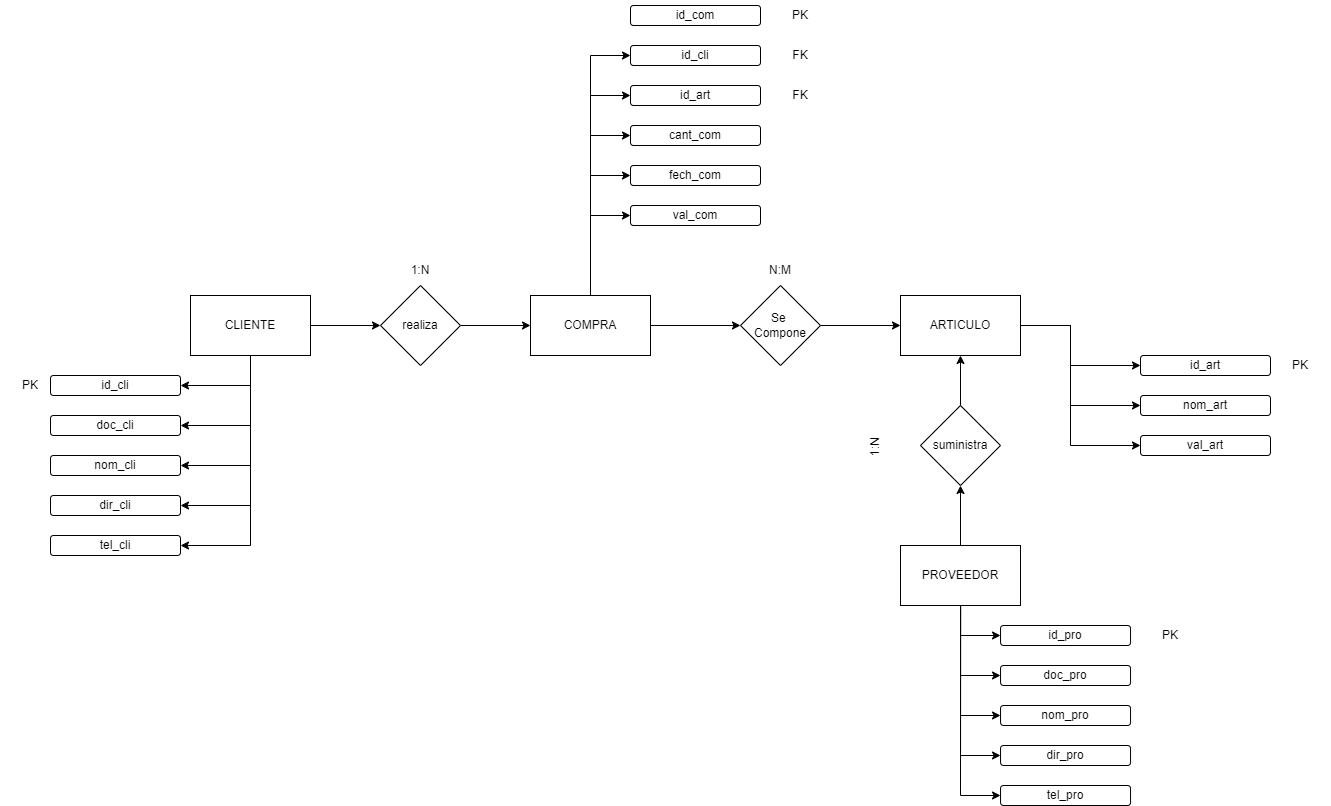 id_com PK
id_cli FK
id_art FK
cant_com
fech_com
val_com
1:N
N:M
CLIENTE
realiza
COMPRA
Se
Compone
ARTICULO
PK id_cli
doc_cli
nom_cli
dir_cli
tel_cli
id_art PK
nom_art
val_art
1:N
suministra
PROVEEDOR
id_pro PK
doc_pro
nom_pro
dir_pro
tel_pro